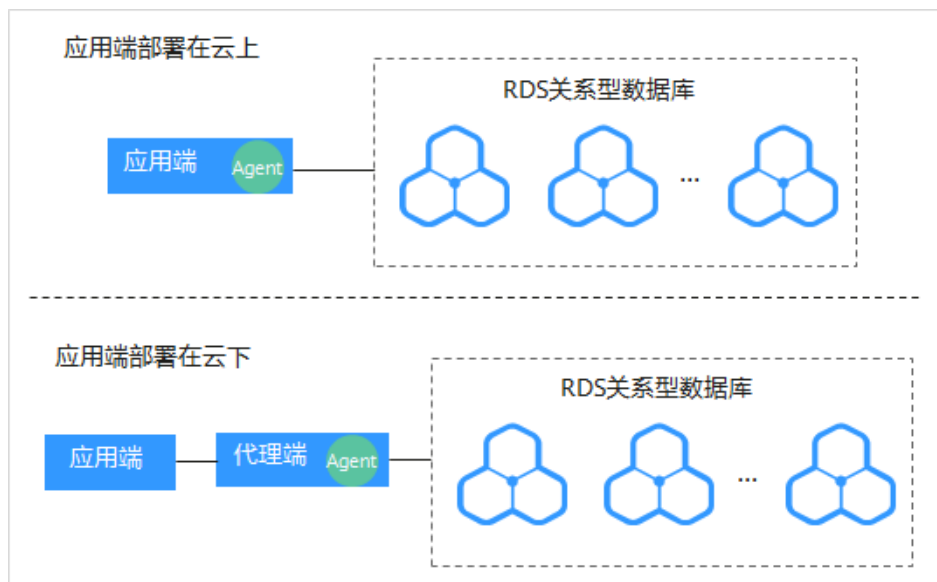 应用端部署在云上
RDS关系型数据库
应用端
Agent
...
应用端部署在云下
RDS关系型数据库
应用端
代理端
Agent
...